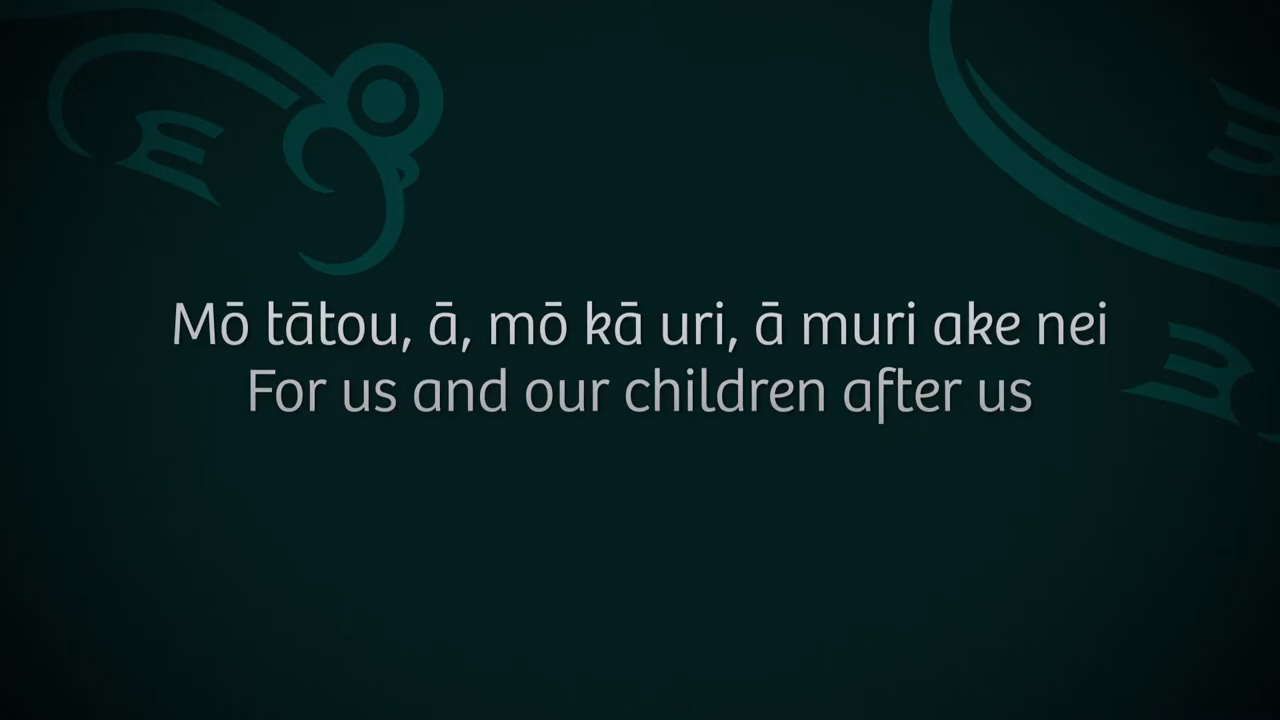 Mō tātou, ā, mō kā uri, ā muri ake nei
For us and our children after us